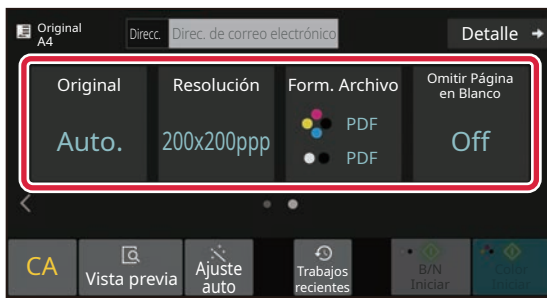 Original
A4
Direcc.
Direc. de correo electrónico
Detalle
Original
Resolución
Form. Archivo
Omitir Página
en Blanco
Auto.
200x200ppp
PDF
PDF
Off
CA
Vista previa
Ajuste
auto
Trabajos
recientes
B/N
Iniciar
Color
Iniciar